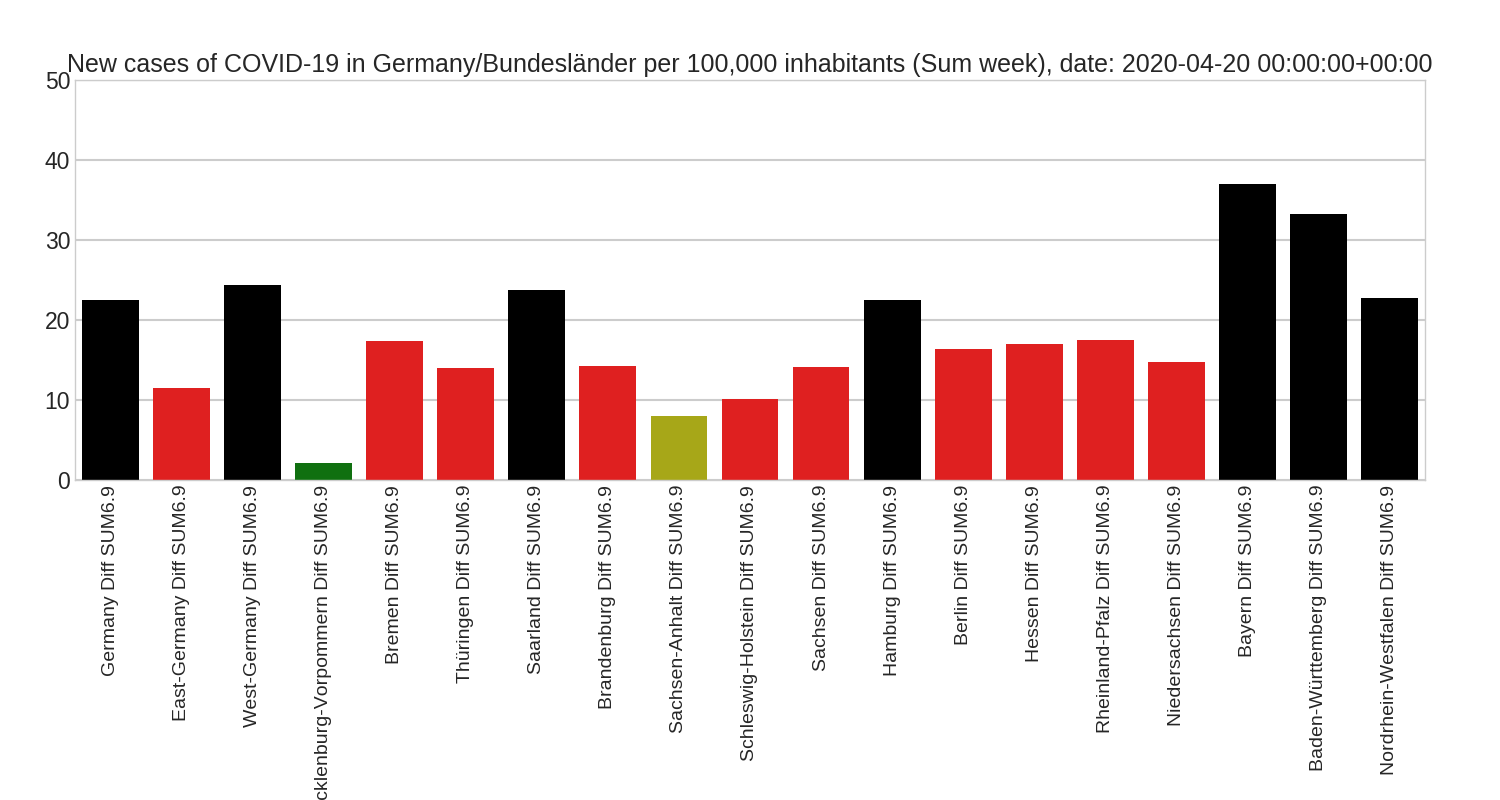 New cases of COVID-19 in Germany/Bundesländer per 100,000 inhabitants (Sum week), date: 2020-04-20 00:00:00+00:00
50
40
30
20
10
0
Germany Diff SUM6.9
East-Germany Diff SUM6.9
West-Germany Diff SUM6.9
cklenburg-Vorpommern Diff SUM6.9
Bremen Diff SUM6.9
Thüringen Diff SUM6.9
Saarland Diff SUM6.9
Brandenburg Diff SUM6.9
Sachsen-Anhalt Diff SUM6.9
Schleswig-Holstein Diff SUM6.9
Sachsen Diff SUM6.9
Hamburg Diff SUM6.9
Berlin Diff SUM6.9
Hessen Diff SUM6.9
Rheinland-Pfalz Diff SUM6.9
Niedersachsen Diff SUM6.9
Bayern Diff SUM6.9
Baden-Württemberg Diff SUM6.9
Nordrhein-Westfalen Diff SUM6.9